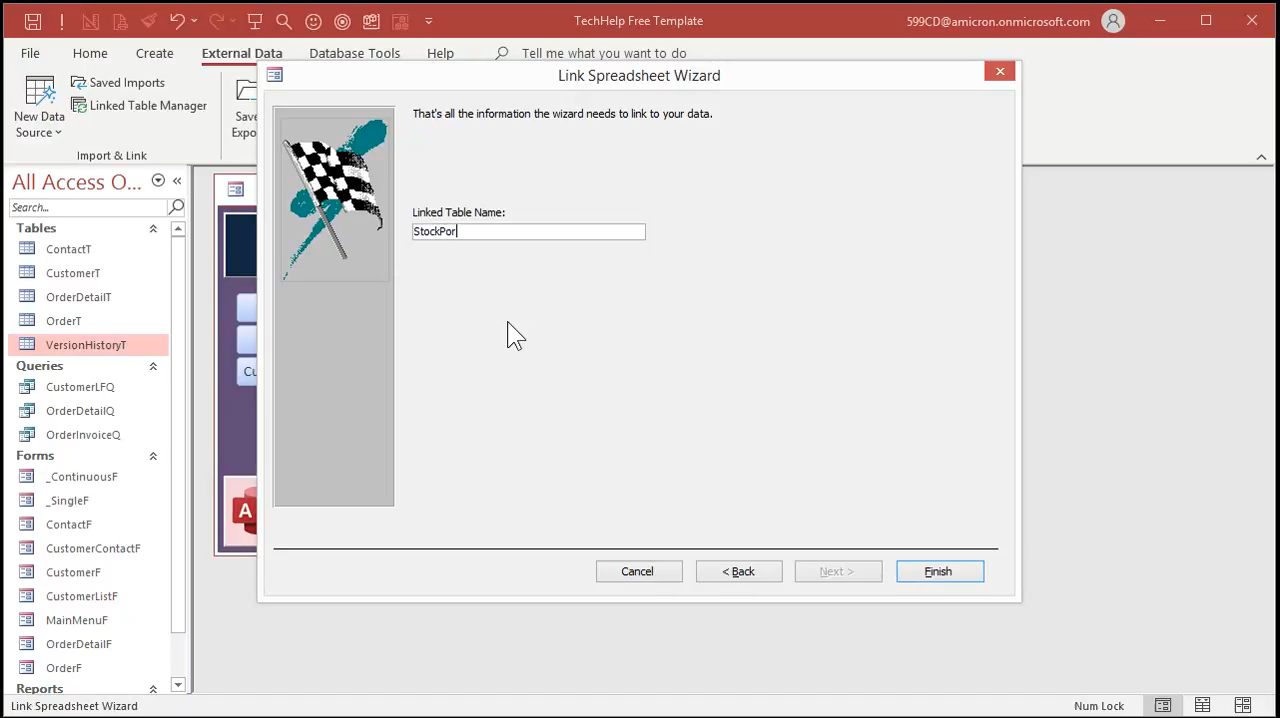 TechHelp Free Template
599CD@amicron.onmicrosoft.com
File Home Create External Data Database Tools Help Tell me what you want to do
Saved Imports
Linked Table Manager
New Data
Source
Save
Expo
Import & Link
Link Spreadsheet Wizard
That's all the information the wizard needs to link to your data.
Linked Table Name:
StockPor
Cancel < Back Next > Finish
All Access O...
Search...
Tables
ContactT
CustomerT
OrderDetailT
OrderT
VersionHistoryT
Queries
CustomerLFQ
OrderDetailQ
OrderInvoiceQ
Forms
_ContinuousF
_SingleF
ContactF
CustomerContactF
CustomerF
CustomerListF
MainMenuF
OrderDetailF
OrderF
Reports
Cu
A
Link Spreadsheet Wizard
Num Lock